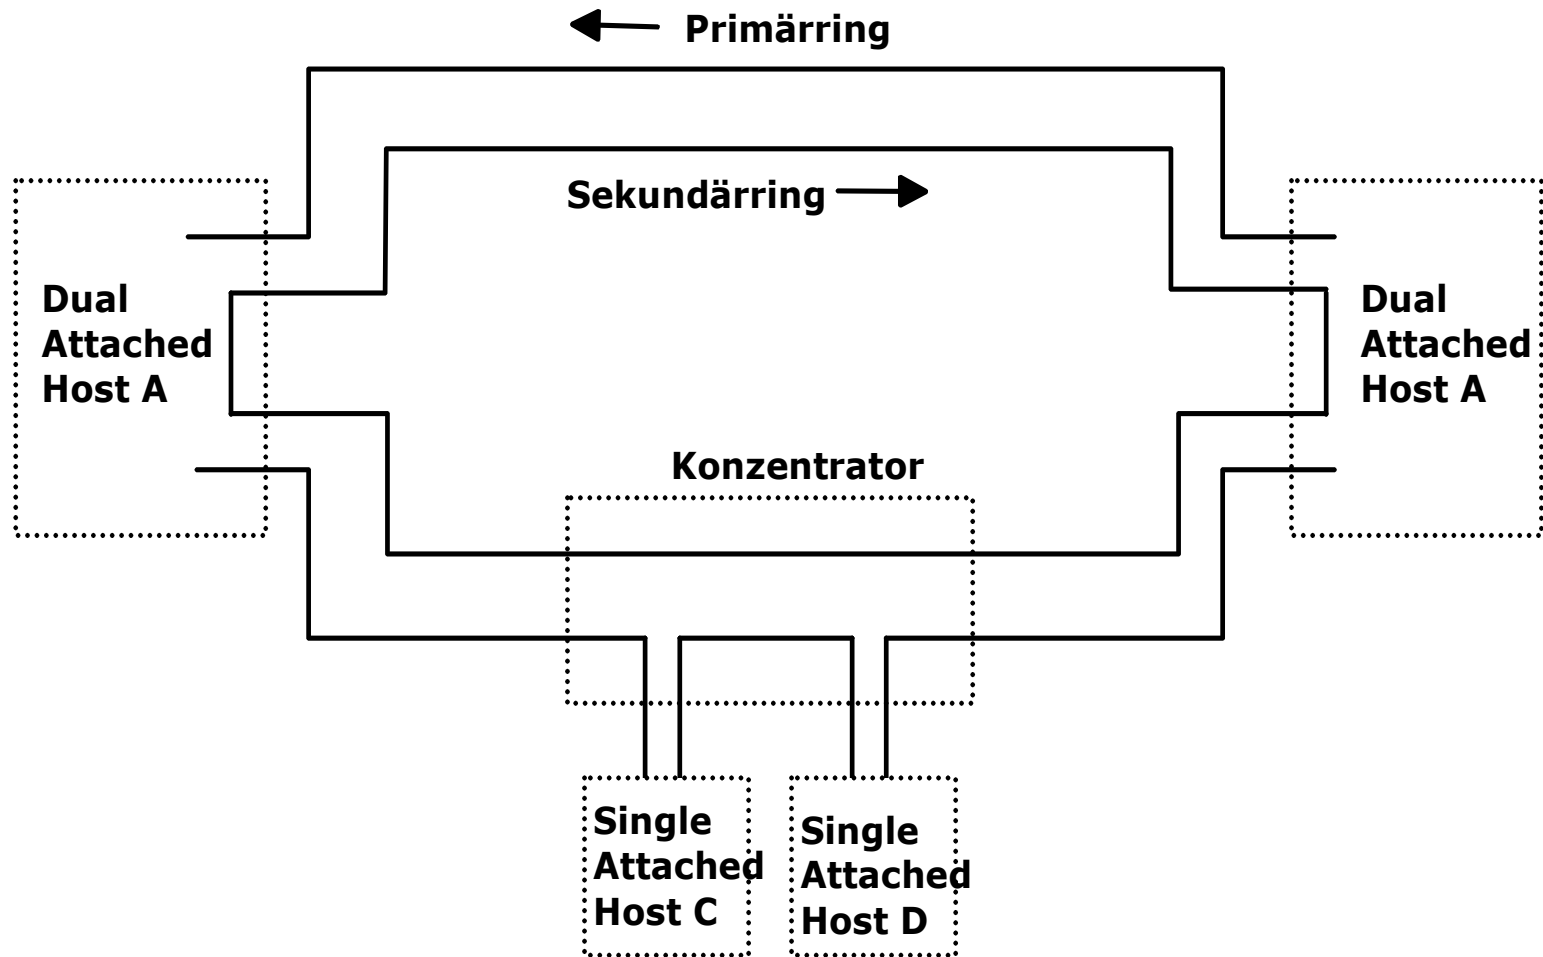 Primärring
Sekundärring
Dual
Attached
Host A
Dual
Attached
Host A
Konzentrator
Single
Attached
Host C
Single
Attached
Host D